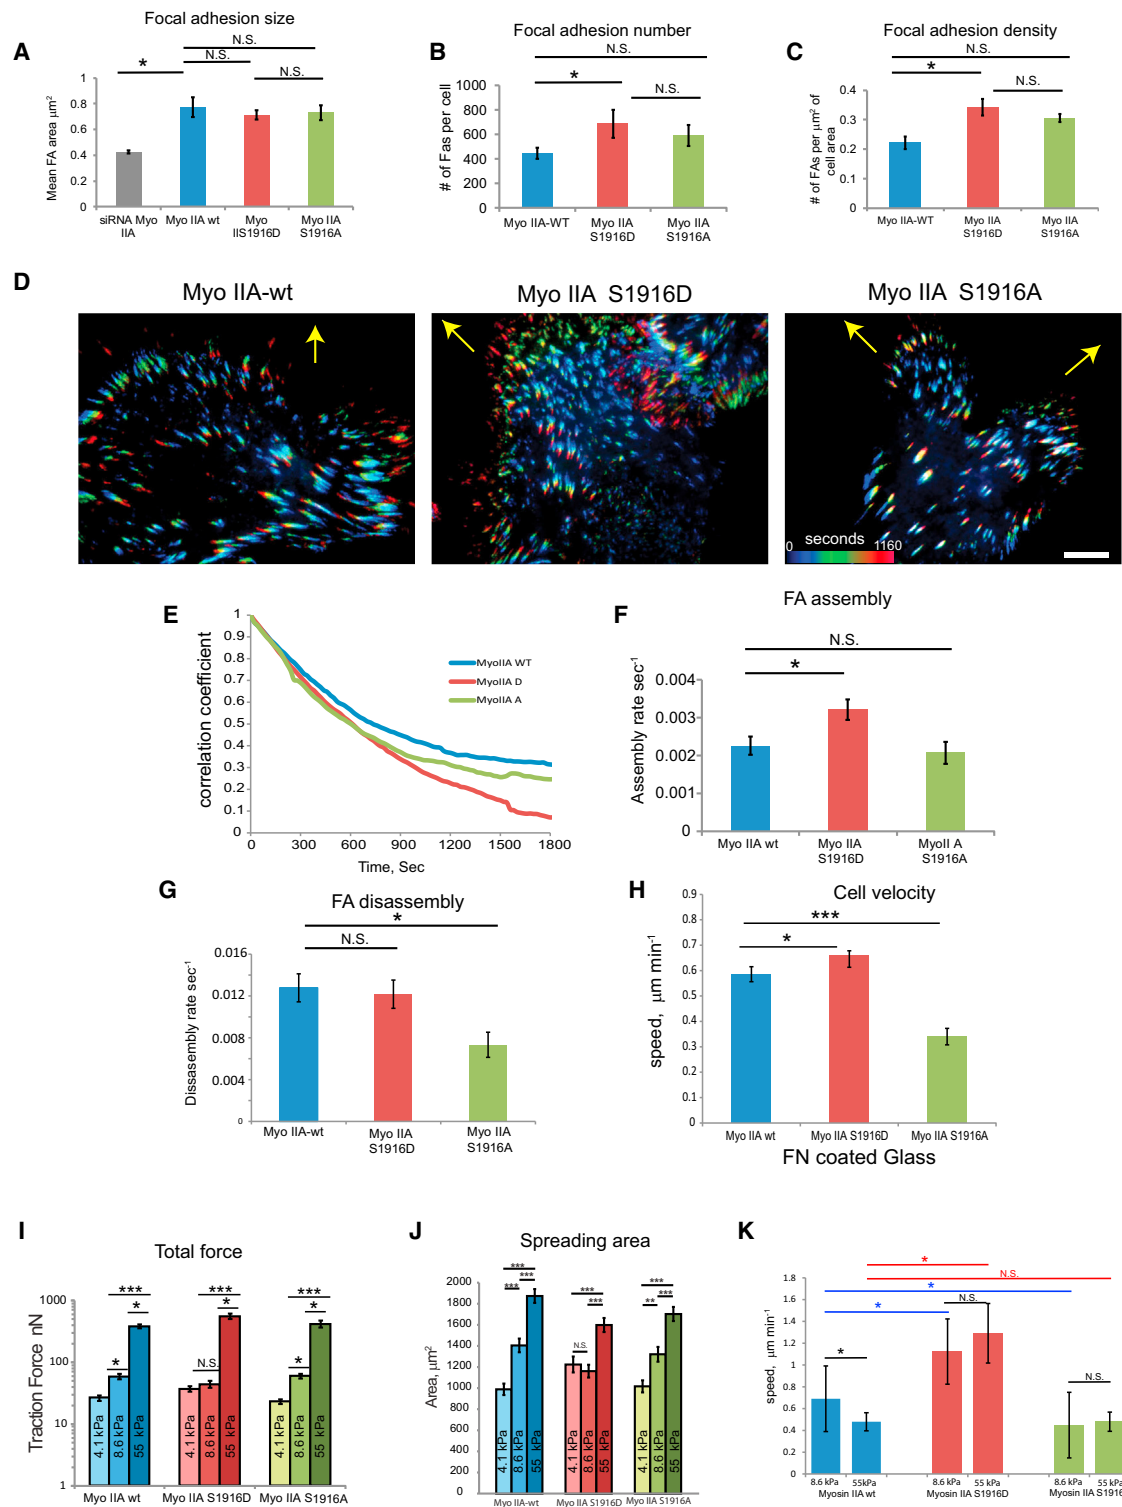 A
Focal adhesion size
N.S.
*
N.S.
N.S.
Mean FA area µm²
1
0.8
0.6
0.4
0.2
0
siRNA Myo IIA
Myo IIA wt
Myo IIS1916D
Myo IIA S1916A
B
Focal adhesion number
N.S.
*
N.S.
# of Fas per cell
1000
800
600
400
200
0
Myo IIA-WT
Myo IIA S1916D
Myo IIA S1916A
C
Focal adhesion density
N.S.
*
N.S.
# of FAs per µm² of cell area
0.4
0.3
0.2
0.1
0
Myo IIA-WT
Myo IIA S1916D
Myo IIA S1916A
D
Myo IIA-wt
Myo IIA S1916D
Myo IIA S1916A
0 seconds 1160
E
correlation coefficient
1
0.9
0.8
0.7
0.6
0.5
0.4
0.3
0.2
0.1
0
MyoIIA WT
MyoIIA D
MyoIIA A
0 300 600 900 1200 1500 1800
Time, Sec
F
FA assembly
N.S.
*
Assembly rate sec⁻¹
0.004
0.003
0.002
0.001
0
Myo IIA wt
Myo IIA S1916D
MyoII A S1916A
G
FA disassembly
*
N.S.
Dissasembly rate sec⁻¹
0.016
0.012
0.008
0.004
0
Myo IIA-wt
Myo IIA S1916D
Myo IIA S1916A
H
Cell velocity
***
*
speed, µm min⁻¹
0.9
0.8
0.7
0.6
0.5
0.4
0.3
0.2
0.1
0
Myo IIA wt
Myo IIA S1916D
Myo IIA S1916A
FN coated Glass
I
Total force
*** *** ***
* * *
* N.S. *
Traction Force nN
1000
100
10
1
4.1 kPa
8.6 kPa
55 kPa
4.1 kPa
8.6 kPa
55 kPa
4.1 kPa
8.6 kPa
55 kPa
Myo IIA wt
Myo IIA S1916D
Myo IIA S1916A
J
Spreading area
***
***
***
***
***
N.S.
***
***
**
Area, µm²
2000
1800
1600
1400
1200
1000
800
600
400
200
0
4.1 kPa
8.6 kPa
55 kPa
4.1 kPa
8.6 kPa
55 kPa
4.1 kPa
8.6 kPa
55 kPa
Myo IIA-wt
Myo IIA S1916D
Myo IIA S1916A
K
*
N.S.
*
*
N.S.
*
N.S.
speed, µm min⁻¹
1.8
1.6
1.4
1.2
1
0.8
0.6
0.4
0.2
0
8.6 kPa 55kPa
Myosin IIA wt
8.6 kPa 55 kPa
Myosin IIA S1916D
8.6 kPa 55 kPa
Myosin IIA S1916